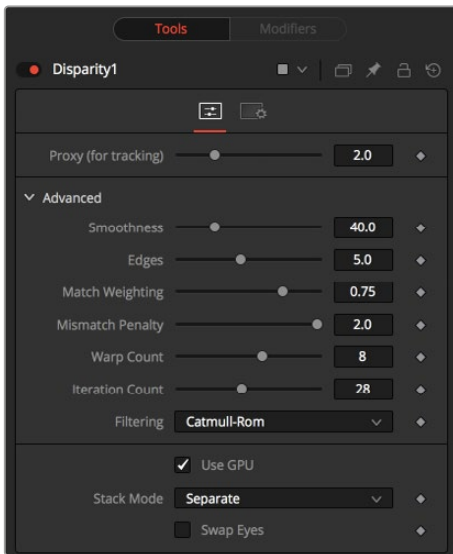 Tools Modifiers
Disparity1
Proxy (for tracking) 2.0
Advanced
Smoothness 40.0
Edges 5.0
Match Weighting 0.75
Mismatch Penalty 2.0
Warp Count 8
Iteration Count 28
Filtering Catmull-Rom
Use GPU
Stack Mode Separate
Swap Eyes